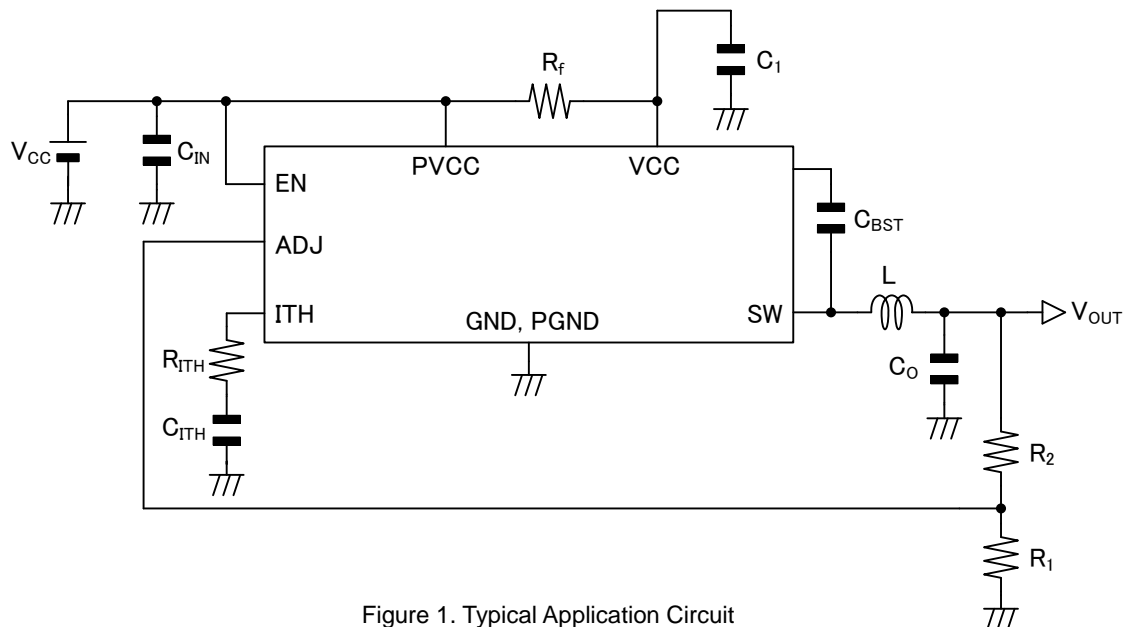 R_f
C_1
V_CC
C_IN
PVCC
VCC
EN
C_BST
ADJ
L
ITH
GND, PGND
SW
V_OUT
R_ITH
C_O
C_ITH
R_2
R_1
Figure 1. Typical Application Circuit